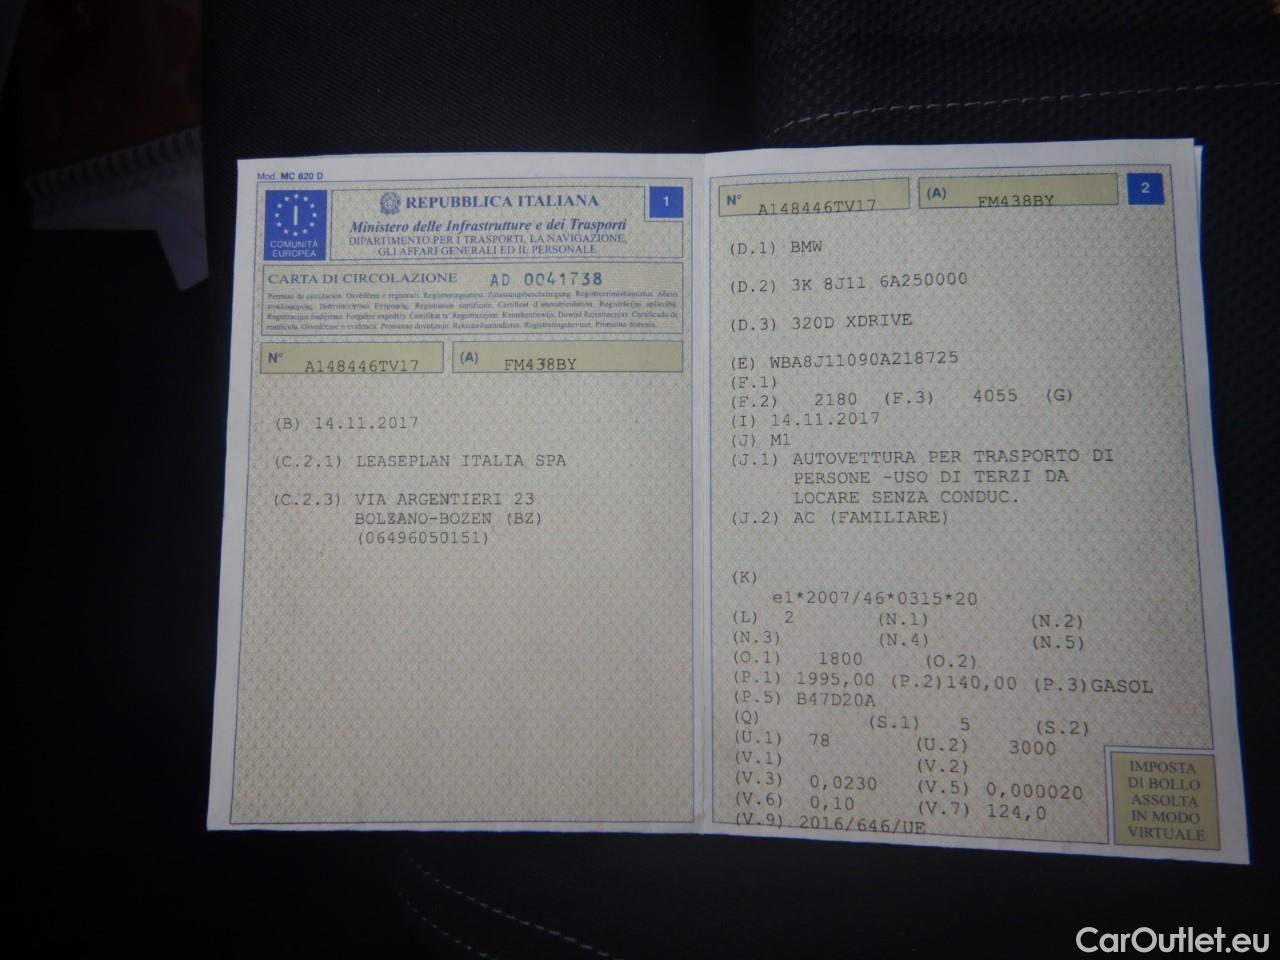 Mod. MC 820 D
I
COMUNITÀ
EUROPEA
REPUBBLICA ITALIANA
Ministero delle Infrastrutture e dei Trasporti
DIPARTIMENTO PER I TRASPORTI, LA NAVIGAZIONE,
GLI AFFARI GENERALI ED IL PERSONALE
1
CARTA DI CIRCOLAZIONE AD 0041738
N° A148446TV17
(A) FM438BY
(B) 14.11.2017
(C.2.1) LEASEPLAN ITALIA SPA
(C.2.3) VIA ARGENTIERI 23
BOLZANO-BOZEN (BZ)
(06496050151)
N° A148446TV17
(A) FM438BY
2
(D.1) BMW
(D.2) 3K 8J11 6A250000
(D.3) 320D XDRIVE
(E) WBA8J11090A218725
(F.1)
(F.2) 2180 (F.3) 4055 (G)
(I) 14.11.2017
(J) M1
(J.1) AUTOVETTURA PER TRASPORTO DI
PERSONE -USO DI TERZI DA
LOCARE SENZA CONDUC.
(J.2) AC (FAMILIARE)
(K)
e1*2007/46*0315*20
(L) 2 (N.1) (N.2)
(N.3) (N.4) (N.5)
(O.1) 1800 (O.2)
(P.1) 1995,00 (P.2)140,00 (P.3)GASOL
(P.5) B47D20A
(Q) (S.1) 5 (S.2)
(U.1) 78 (U.2) 3000
(V.1) (V.2)
(V.3) 0,0230 (V.5) 0,000020
(V.6) 0,10 (V.7) 124,0
(V.9) 2016/646/UE
IMPOSTA
DI BOLLO
ASSOLTA
IN MODO
VIRTUALE
CarOutlet.eu